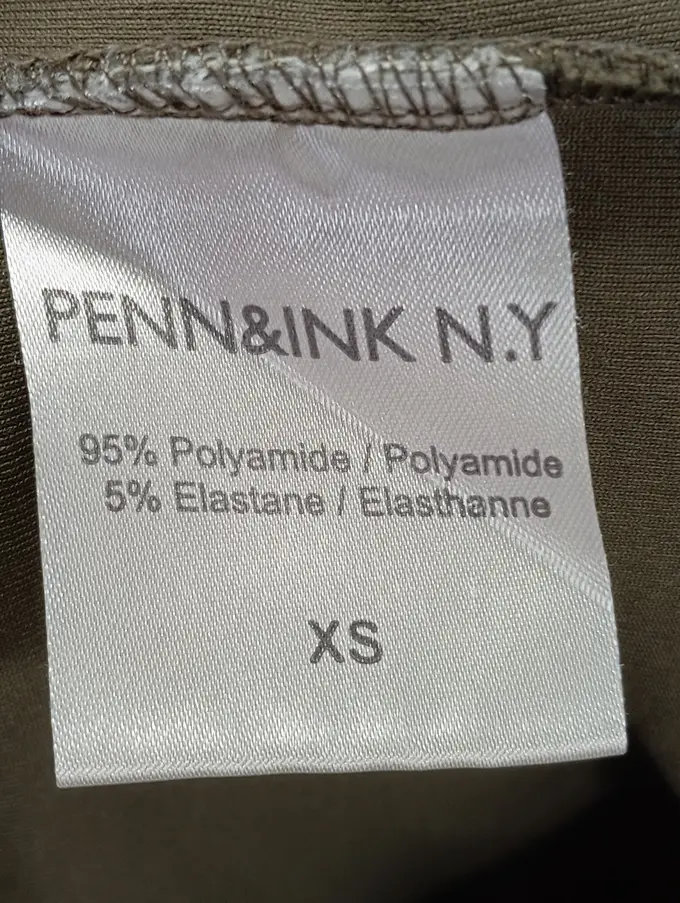 PENN&INK N.Y
95% Polyamide / Polyamide
5% Elastane / Elasthanne
XS